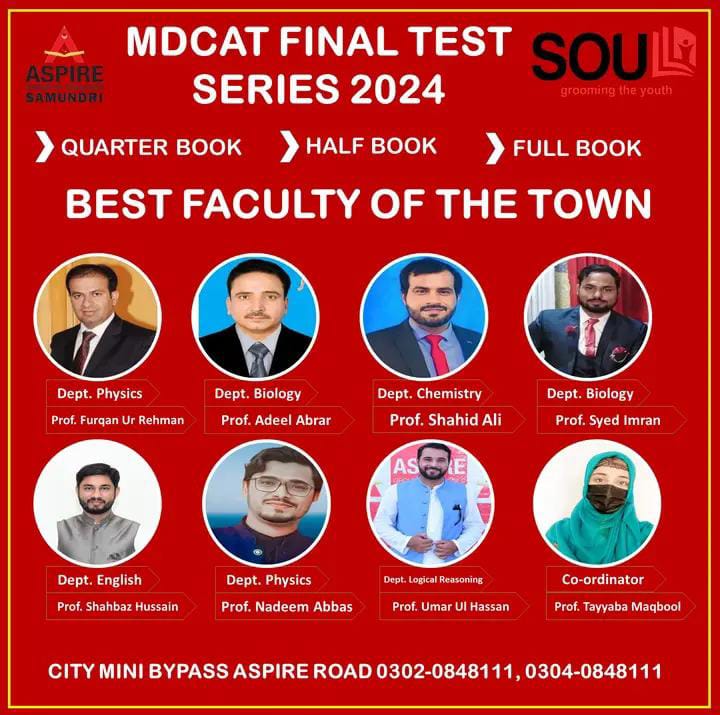 ASPIRE
SAMUNDRI
MDCAT FINAL TEST
SERIES 2024
SOUL
grooming the youth
QUARTER BOOK
HALF BOOK
FULL BOOK
BEST FACULTY OF THE TOWN
Dept. Physics
Prof. Furqan Ur Rehman
Dept. Biology
Prof. Adeel Abrar
Dept. Chemistry
Prof. Shahid Ali
Dept. Biology
Prof. Syed Imran
ASPIRE
Dept. English
Prof. Shahbaz Hussain
Dept. Physics
Prof. Nadeem Abbas
Dept. Logical Reasoning
Prof. Umar Ul Hassan
Co-ordinator
Prof. Tayyaba Maqbool
CITY MINI BYPASS ASPIRE ROAD 0302-0848111, 0304-0848111